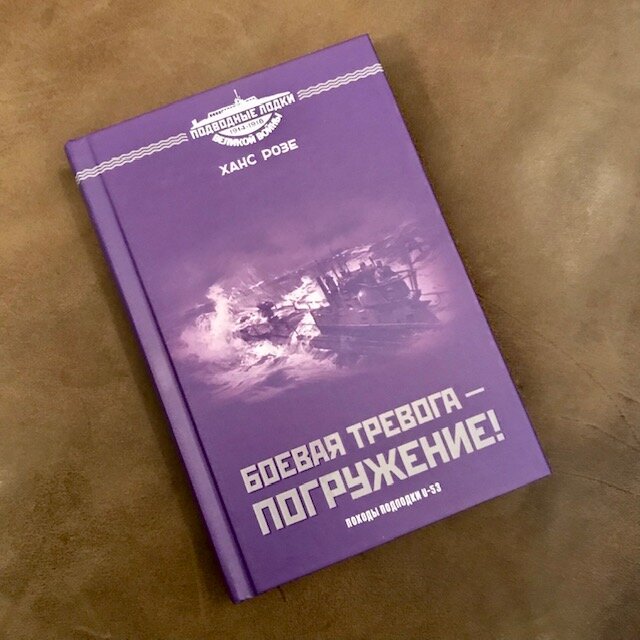 ПОДВОДНЫЕ ЛОДКИ
1914-1918
ВЕЛИКОЙ ВОЙНЫ
ХАНС РОЗЕ
БОЕВАЯ ТРЕВОГА —
ПОГРУЖЕНИЕ!
ПОХОДЫ ПОДЛОДКИ U-53